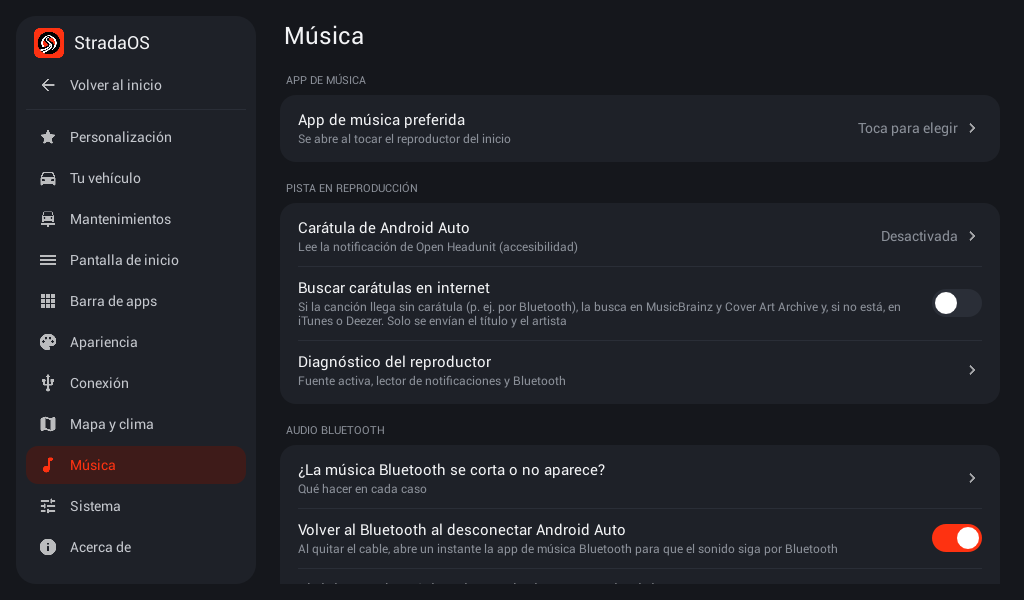 StradaOS
Volver al inicio
Personalización
Tu vehículo
Mantenimientos
Pantalla de inicio
Barra de apps
Apariencia
Conexión
Mapa y clima
Música
Sistema
Acerca de
Música
APP DE MÚSICA
App de música preferida
Se abre al tocar el reproductor del inicio
Toca para elegir
PISTA EN REPRODUCCIÓN
Carátula de Android Auto
Lee la notificación de Open Headunit (accesibilidad)
Desactivada
Buscar carátulas en internet
Si la canción llega sin carátula (p. ej. por Bluetooth), la busca en MusicBrainz y Cover Art Archive y, si no está, en
iTunes o Deezer. Solo se envían el título y el artista
Diagnóstico del reproductor
Fuente activa, lector de notificaciones y Bluetooth
AUDIO BLUETOOTH
¿La música Bluetooth se corta o no aparece?
Qué hacer en cada caso
Volver al Bluetooth al desconectar Android Auto
Al quitar el cable, abre un instante la app de música Bluetooth para que el sonido siga por Bluetooth